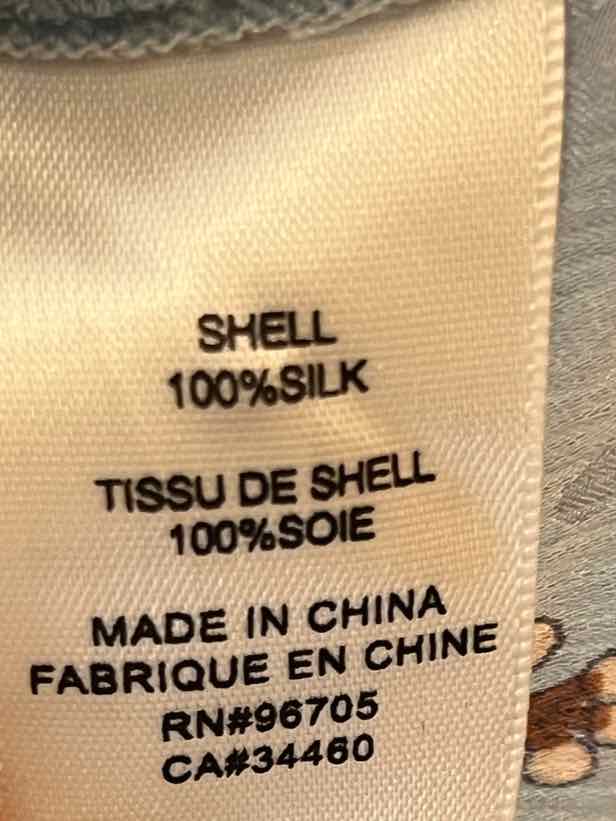 SHELL
100%SILK
TISSU DE SHELL
100%SOIE
MADE IN CHINA
FABRIQUE EN CHINE
RN#96705
CA#34460